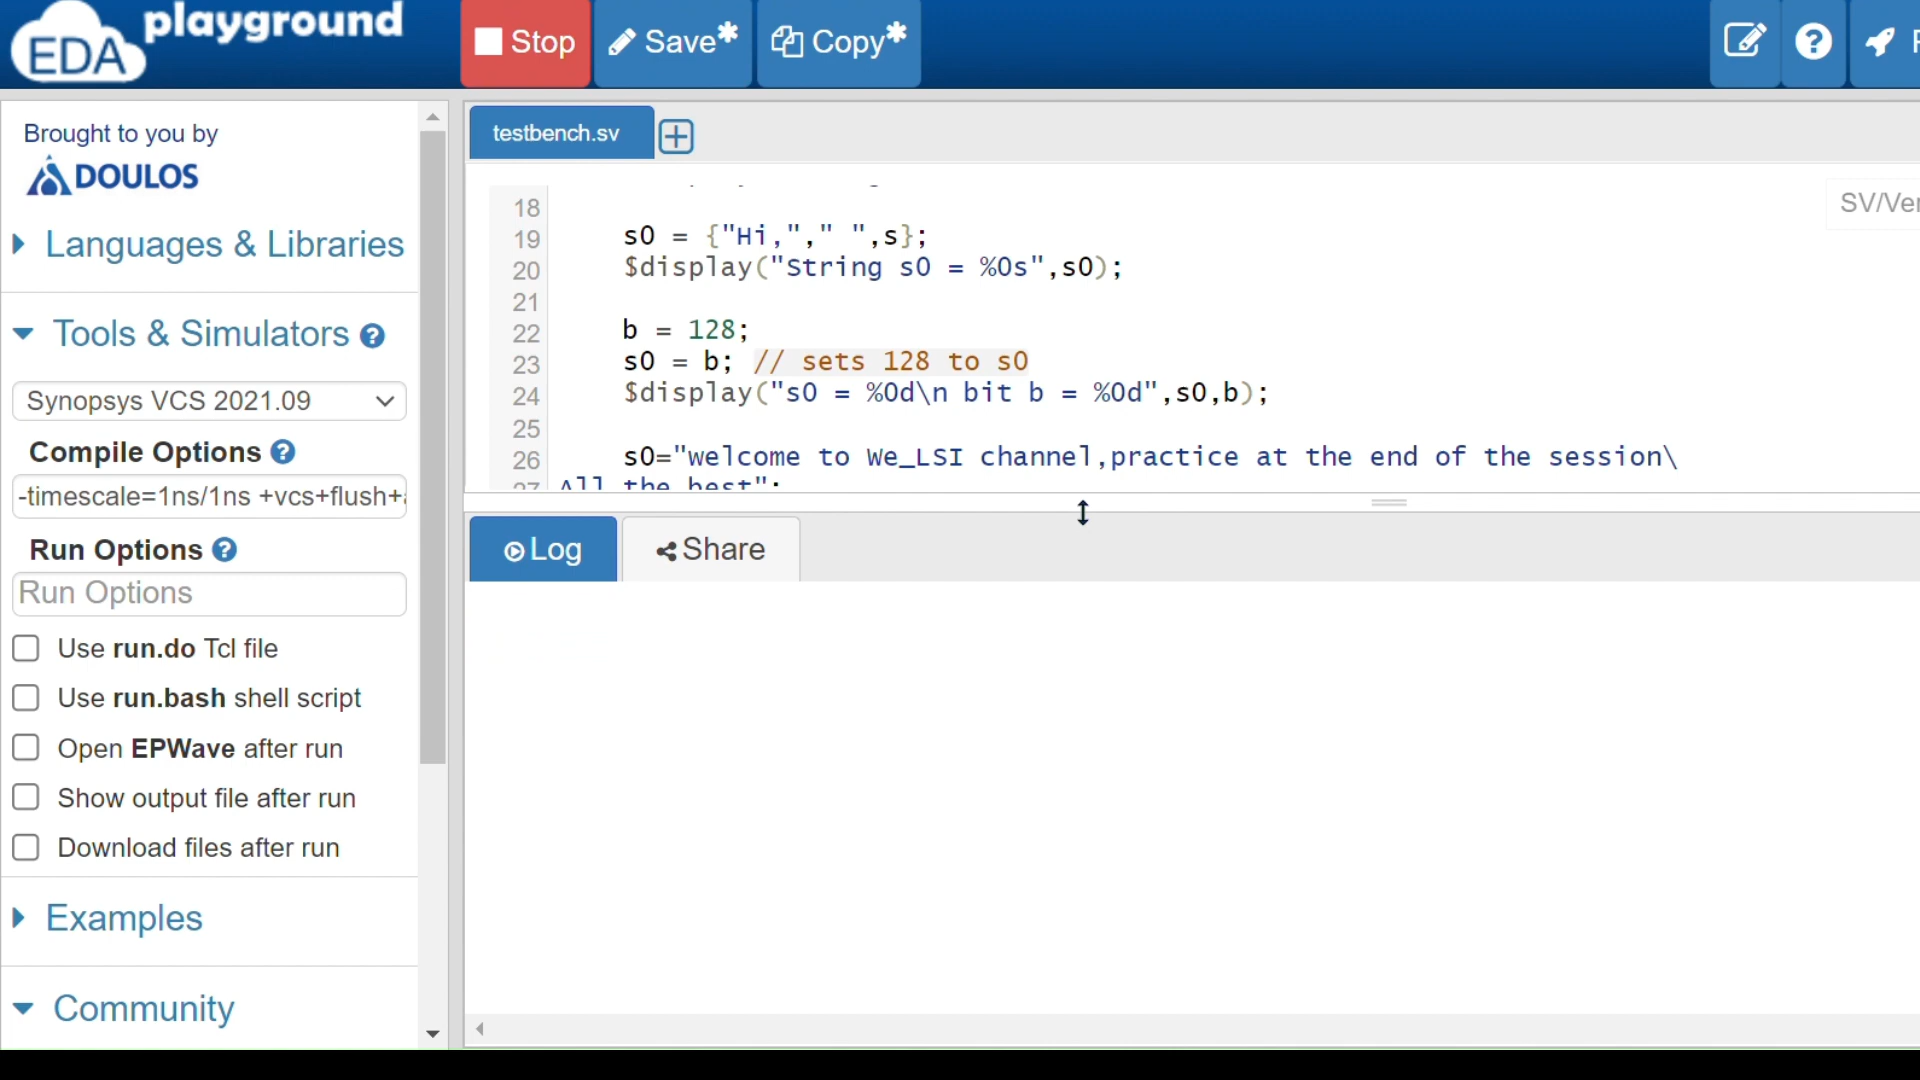 EDA playground
Stop
Save*
Copy*
Brought to you by
DOULOS
Languages & Libraries
Tools & Simulators
Synopsys VCS 2021.09
Compile Options
-timescale=1ns/1ns +vcs+flush+
Run Options
Run Options
Use run.do Tcl file
Use run.bash shell script
Open EPWave after run
Show output file after run
Download files after run
Examples
Community
testbench.sv
SV/Ver
18
19 s0 = {"Hi,"," ",s};
20 $display("String s0 = %0s",s0);
21
22 b = 128;
23 s0 = b; // sets 128 to s0
24 $display("s0 = %0d\n bit b = %0d",s0,b);
25
26 s0="welcome to We_LSI channel,practice at the end of the session\
27 All the best";
Log
Share